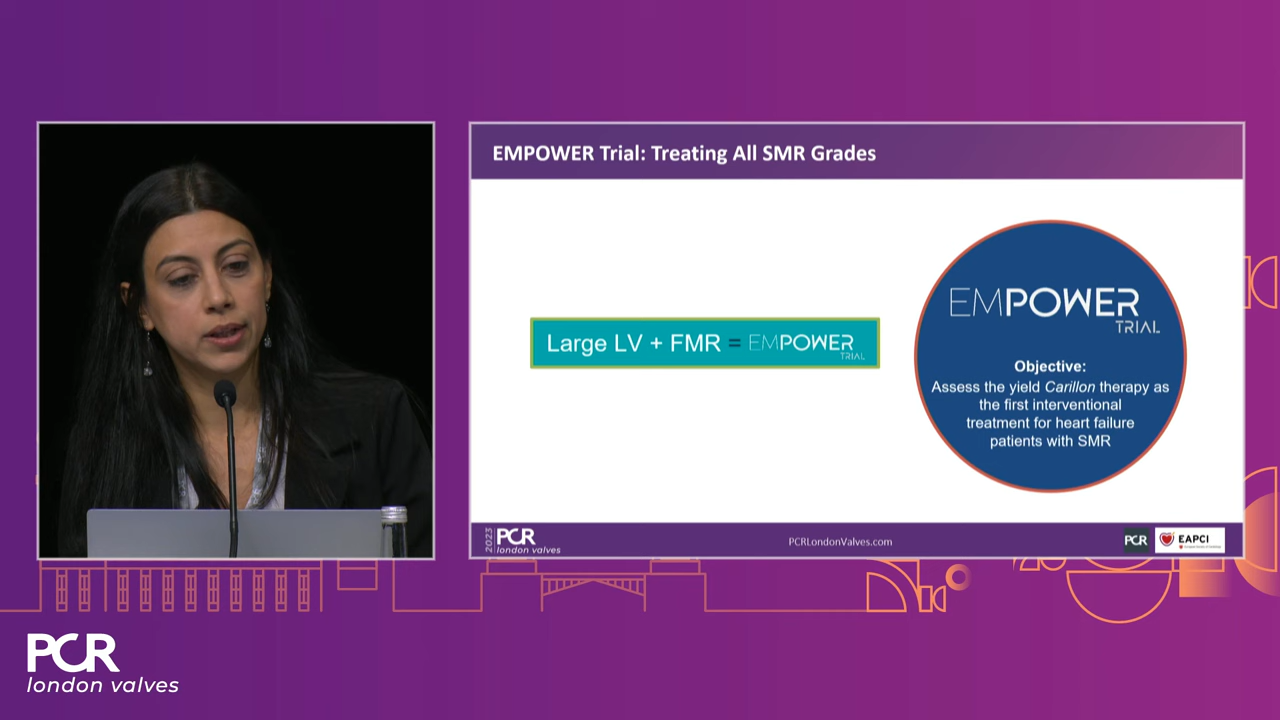 EMPOWER Trial: Treating All SMR Grades
Large LV + FMR = EMPOWER
TRIAL
EMPOWER
TRIAL
Objective:
Assess the yield Carillon therapy as
the first interventional
treatment for heart failure
patients with SMR
2023 PCR
london valves
PCRLondonValves.com
PCR
EAPCI
PCR
london valves